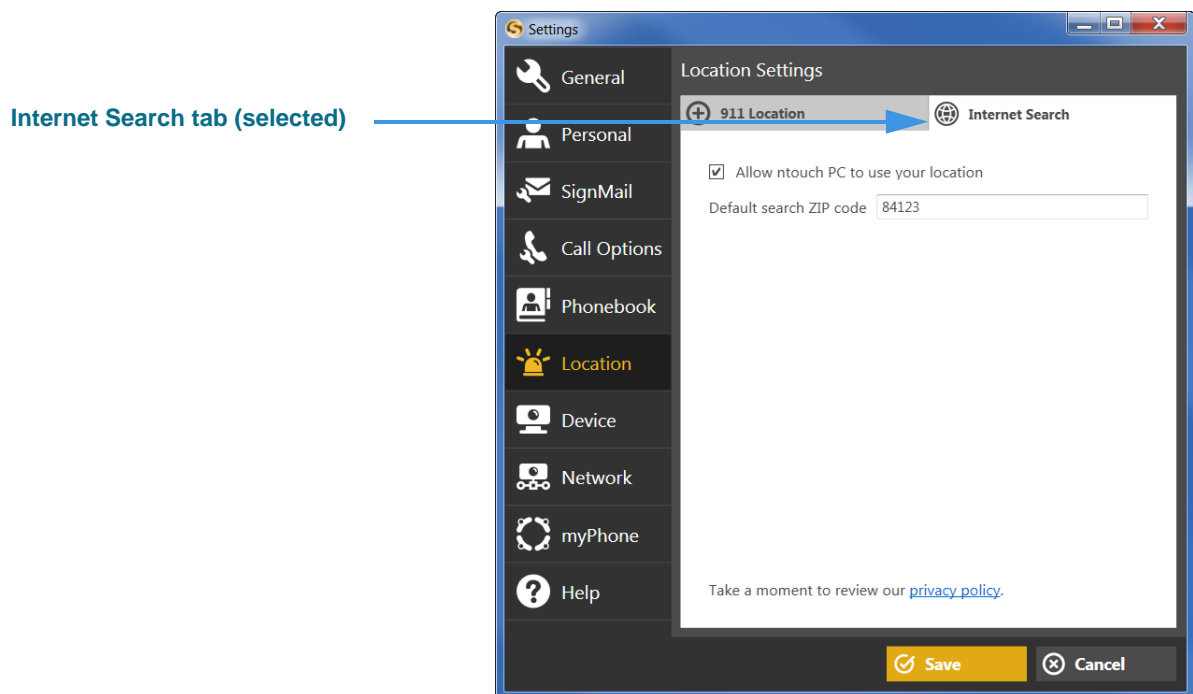 Settings
General
Location Settings
Internet Search tab (selected)
911 Location
Internet Search
Personal
Allow ntouch PC to use your location
SignMail
Default search ZIP code 84123
Call Options
Phonebook
Location
Device
Network
myPhone
Help
Take a moment to review our privacy policy.
Save
Cancel